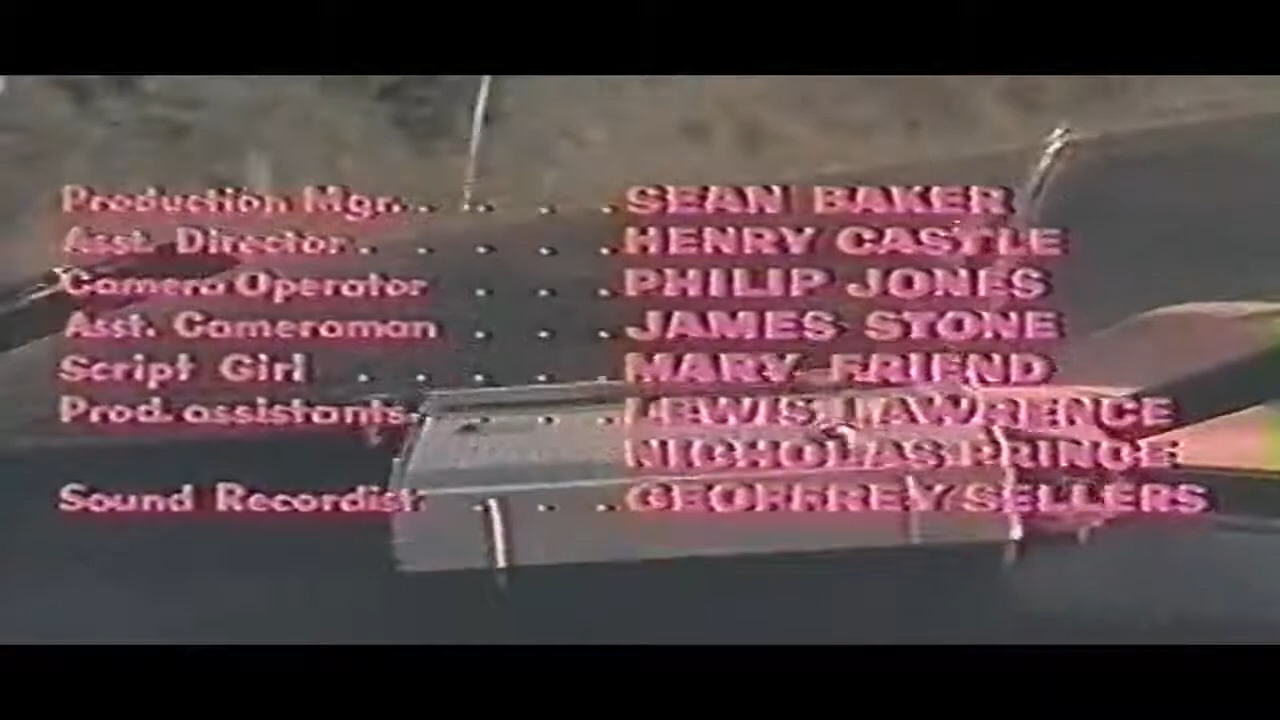 Production Mgr. . . . . SEAN BAKER
Asst. Director . . . . . HENRY CASTLE
Camera Operator . . . PHILIP JONES
Asst. Cameraman . . . JAMES STONE
Script Girl . . . . . MARY FRIEND
Prod. assistants. . . . LEWIS LAWRENCE
NICHOLAS PRINCE
Sound Recordist . . . GEOFFREY SELLERS